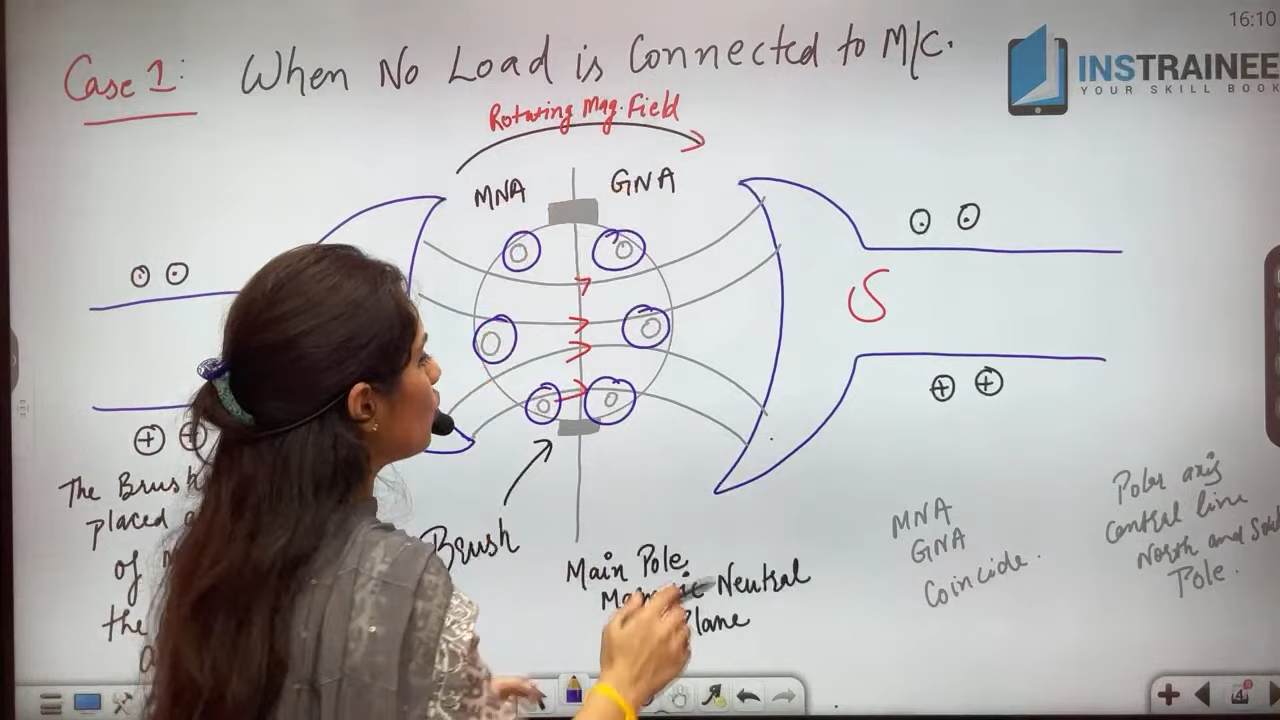 16:10
Case 1: When No Load is Connected to M/C.
INSTRAINEE
YOUR SKILL BOOK
Rotating Mag. Field
MNA GNA
S
The Brush
placed
of
the
Brush
Main Pole
Neutral
Plane
MNA
GNA
Coincide.
Polar axis
Central line
North and
Pole.
4